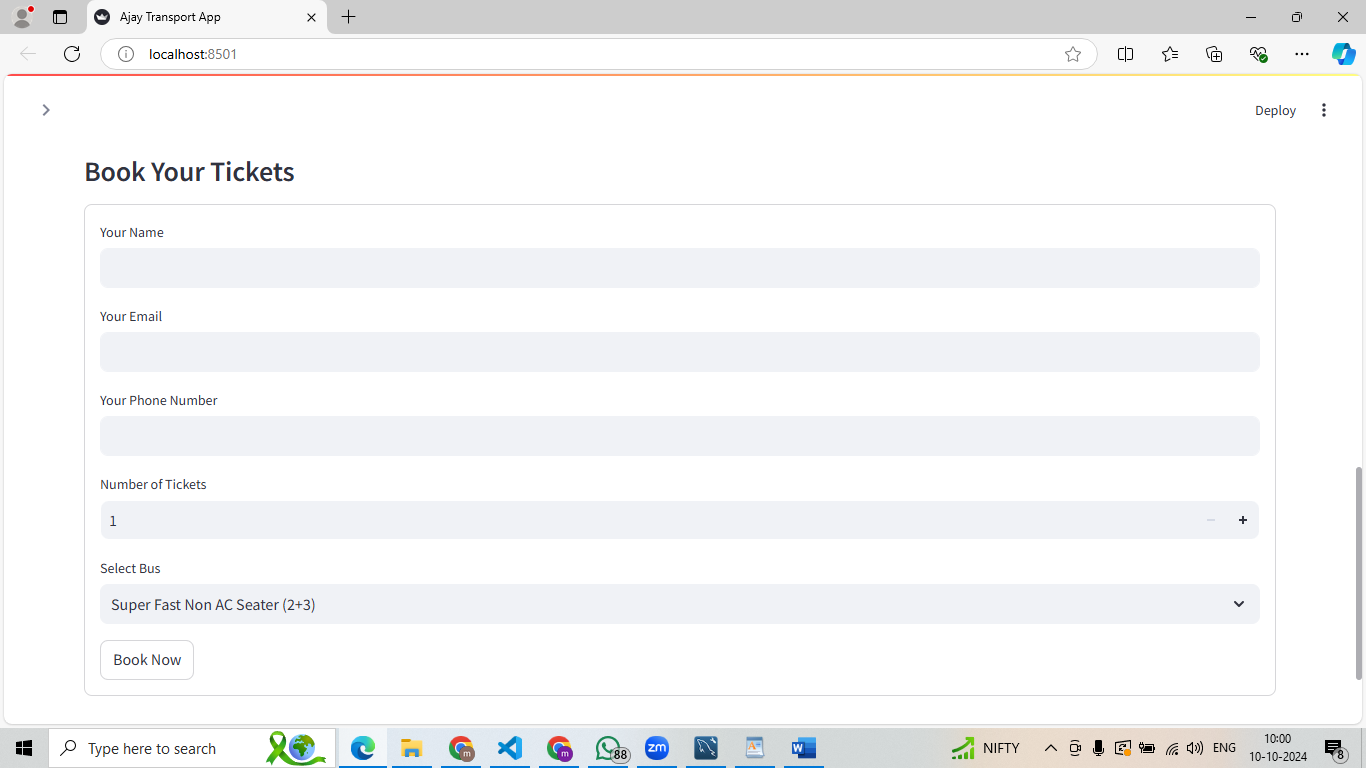 Ajay Transport App
localhost:8501
Deploy
Book Your Tickets
Your Name
Your Email
Your Phone Number
Number of Tickets
1
Select Bus
Super Fast Non AC Seater (2+3)
Book Now
Type here to search
m
m
88
zm
W
NIFTY
ENG
10:00
10-10-2024
8